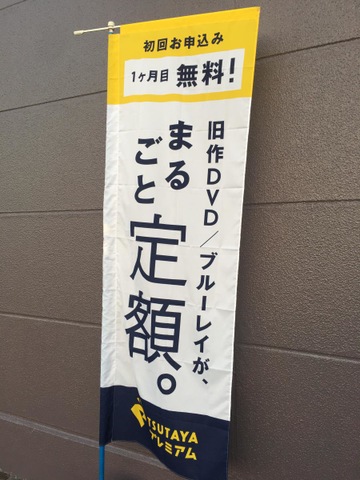 初回お申込み
1ヶ月目 無料!
旧作DVD/ブルーレイが、
まる
ごと
定額。
TSUTAYA
プレミアム